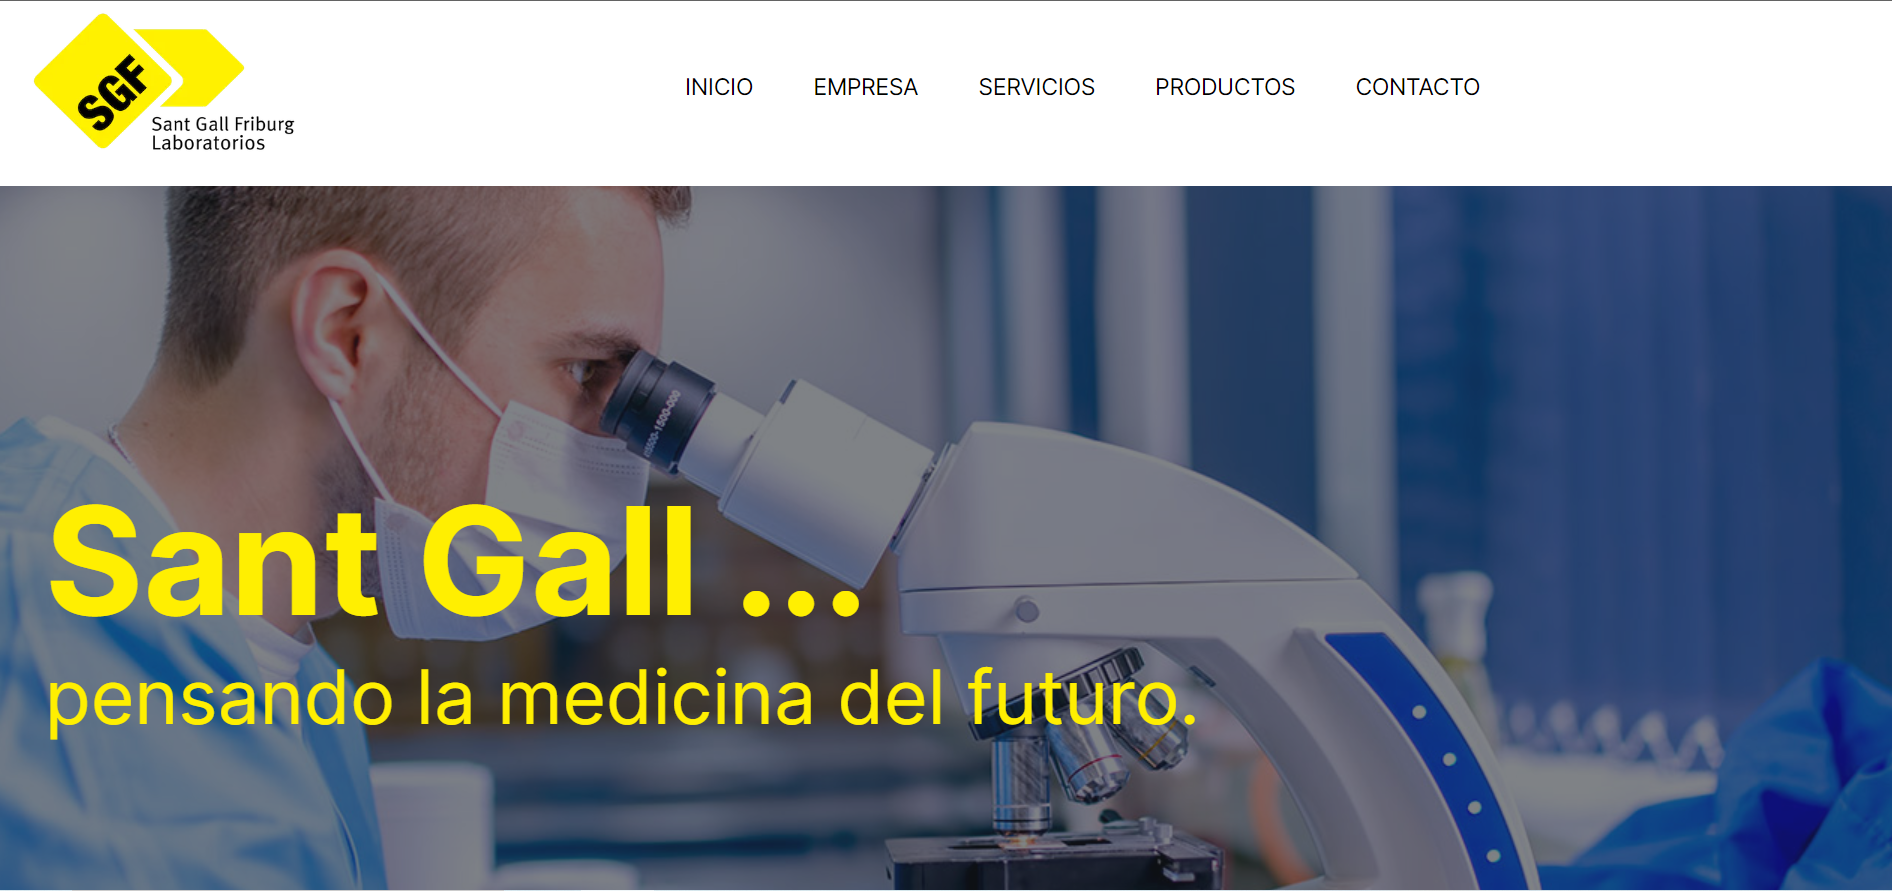 SGF
Sant Gall Friburg
Laboratorios
INICIO EMPRESA SERVICIOS PRODUCTOS CONTACTO
Sant Gall ...
pensando la medicina del futuro.